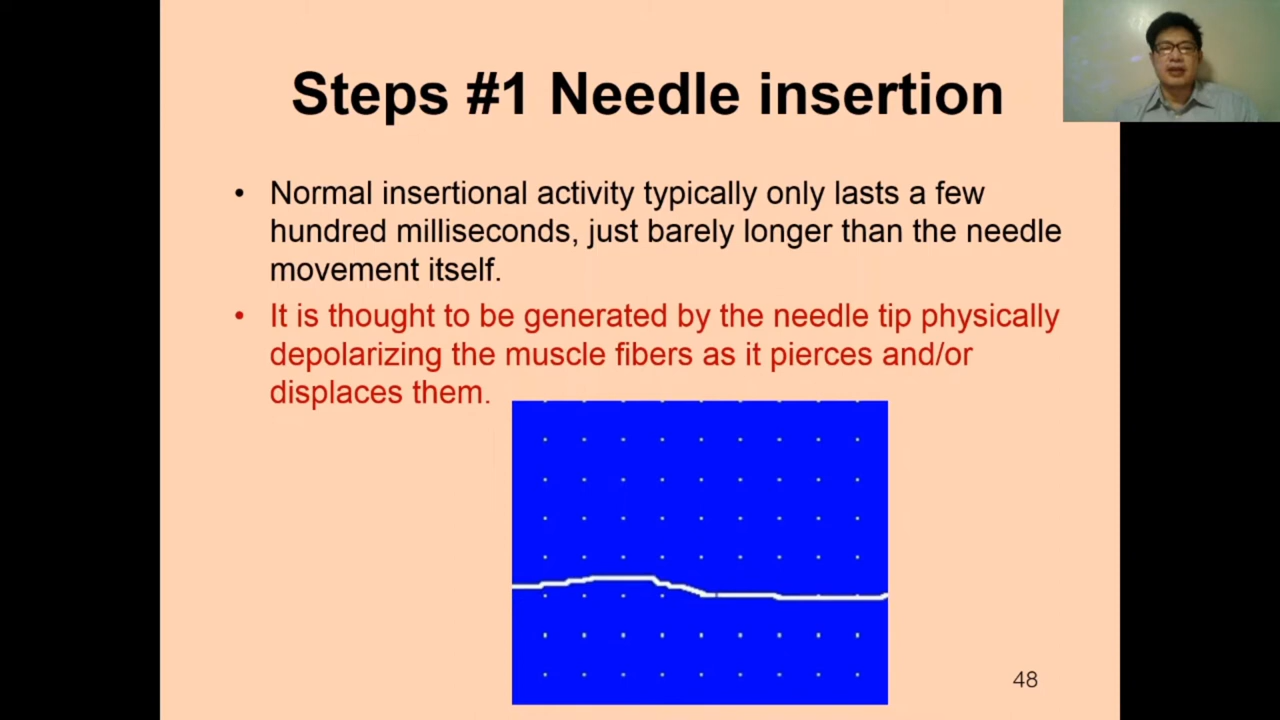 Steps #1 Needle insertion
• Normal insertional activity typically only lasts a few
hundred milliseconds, just barely longer than the needle
movement itself.
• It is thought to be generated by the needle tip physically
depolarizing the muscle fibers as it pierces and/or
displaces them.
48